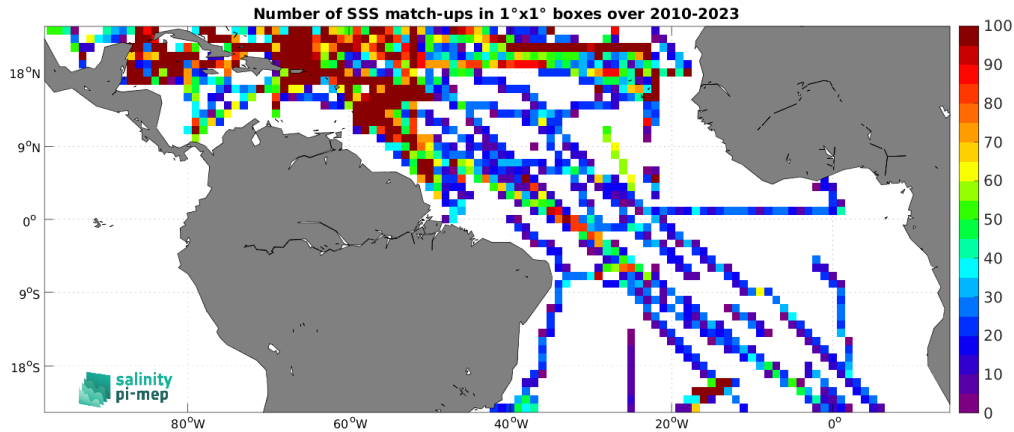 Number of SSS match-ups in 1°x1° boxes over 2010-2023
100
90
80
70
60
50
40
30
20
10
0
18°N
9°N
0°
9°S
18°S
80°W
60°W
40°W
20°W
0°
salinity
pi-mep